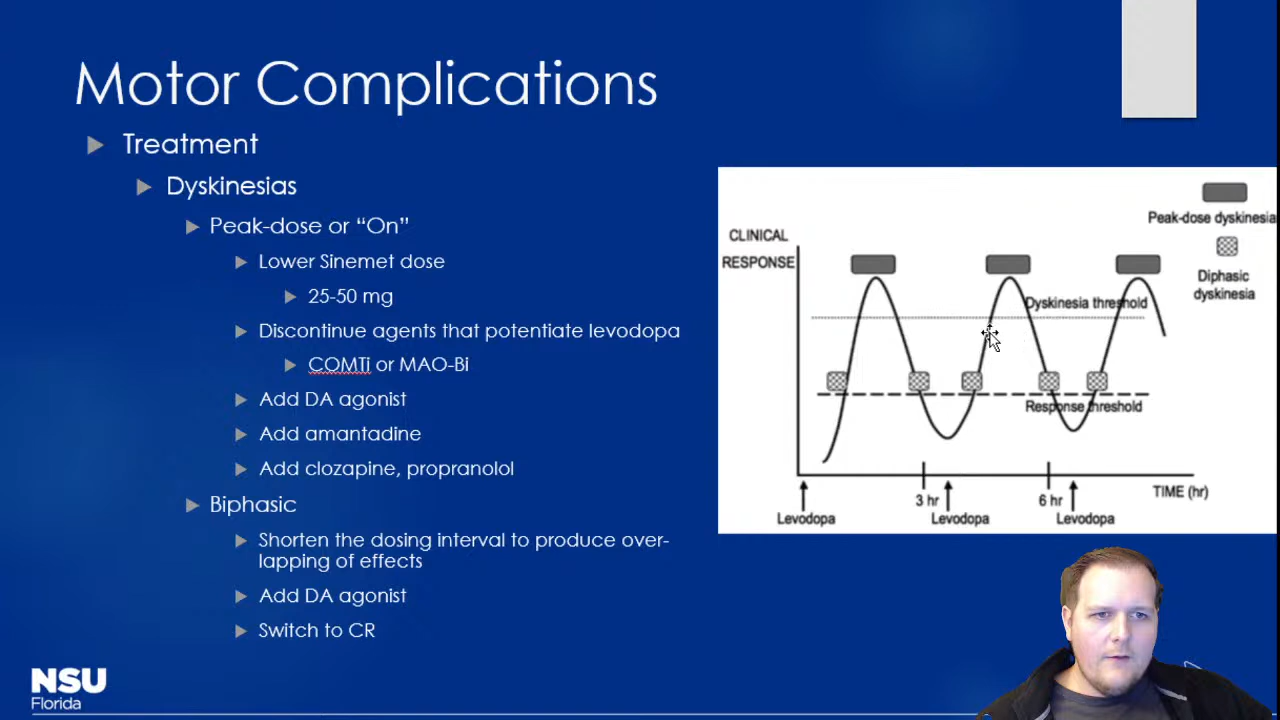 Motor Complications
Treatment
Dyskinesias
Peak-dose or “On”
Lower Sinemet dose
25-50 mg
Discontinue agents that potentiate levodopa
COMTi or MAO-Bi
Add DA agonist
Add amantadine
Add clozapine, propranolol
Biphasic
Shorten the dosing interval to produce over-
lapping of effects
Add DA agonist
Switch to CR
Peak-dose dyskinesia
CLINICAL
RESPONSE
Diphasic
dyskinesia
Dyskinesia threshold
Response threshold
3 hr
6 hr
TIME (hr)
Levodopa
Levodopa
Levodopa
NSU
Florida